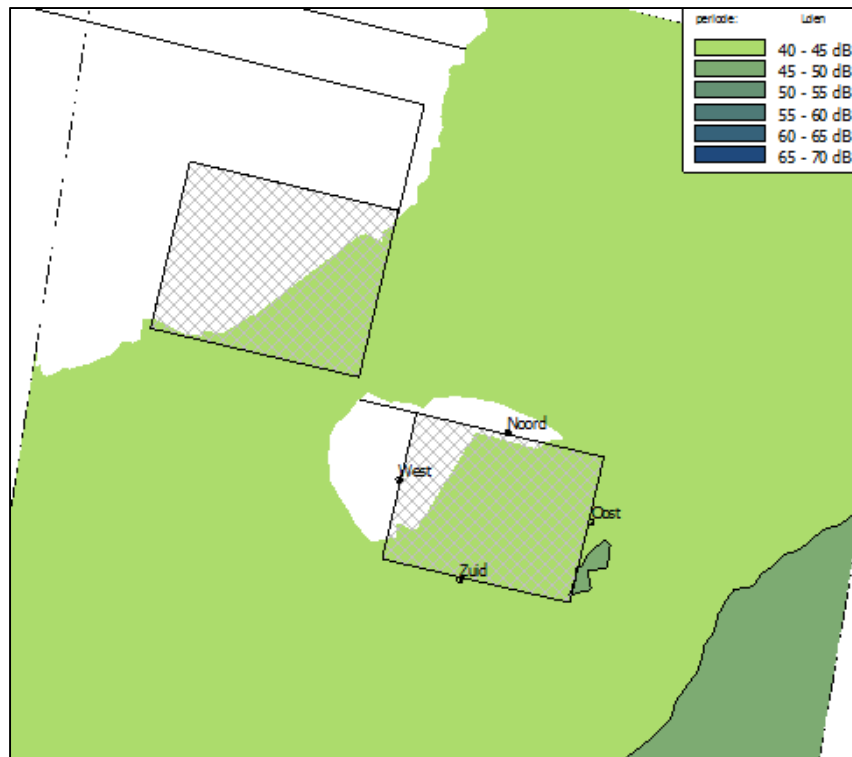 periode: Lden
40 - 45 dB
45 - 50 dB
50 - 55 dB
55 - 60 dB
60 - 65 dB
65 - 70 dB
Noord
West
Oost
Zuid